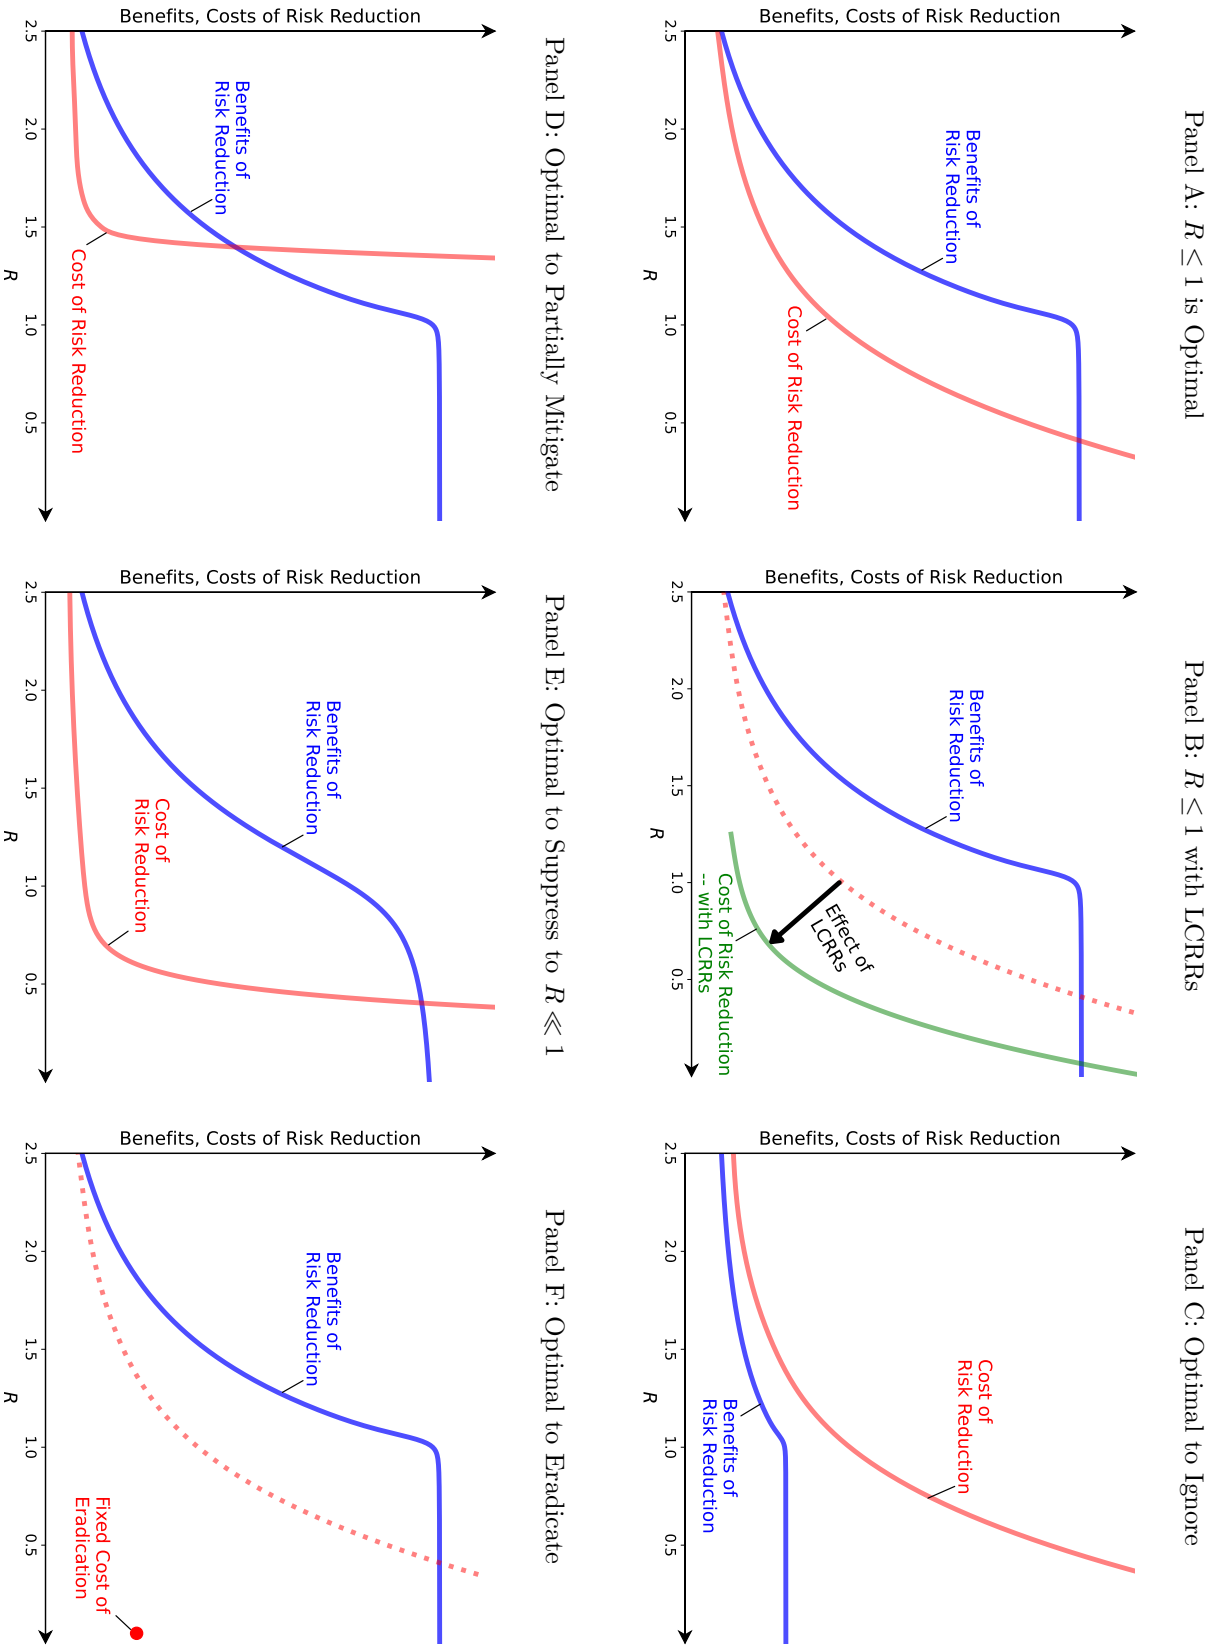 Panel A: R ≤ 1 is Optimal
Benefits, Costs of Risk Reduction
Benefits of
Risk Reduction
Cost of Risk Reduction
2.5 2.0 1.5 1.0 0.5
R
Panel B: R ≤ 1 with LCRRs
Benefits, Costs of Risk Reduction
Benefits of
Risk Reduction
Effect of
LCRRs
Cost of Risk Reduction
-- with LCRRs
2.5 2.0 1.5 1.0 0.5
R
Panel C: Optimal to Ignore
Benefits, Costs of Risk Reduction
Cost of
Risk Reduction
Benefits of
Risk Reduction
2.5 2.0 1.5 1.0 0.5
R
Panel D: Optimal to Partially Mitigate
Benefits, Costs of Risk Reduction
Benefits of
Risk Reduction
Cost of Risk Reduction
2.5 2.0 1.5 1.0 0.5
R
Panel E: Optimal to Suppress to R ≪ 1
Benefits, Costs of Risk Reduction
Benefits of
Risk Reduction
Cost of
Risk Reduction
2.5 2.0 1.5 1.0 0.5
R
Panel F: Optimal to Eradicate
Benefits, Costs of Risk Reduction
Benefits of
Risk Reduction
Fixed Cost of
Eradication
2.5 2.0 1.5 1.0 0.5
R